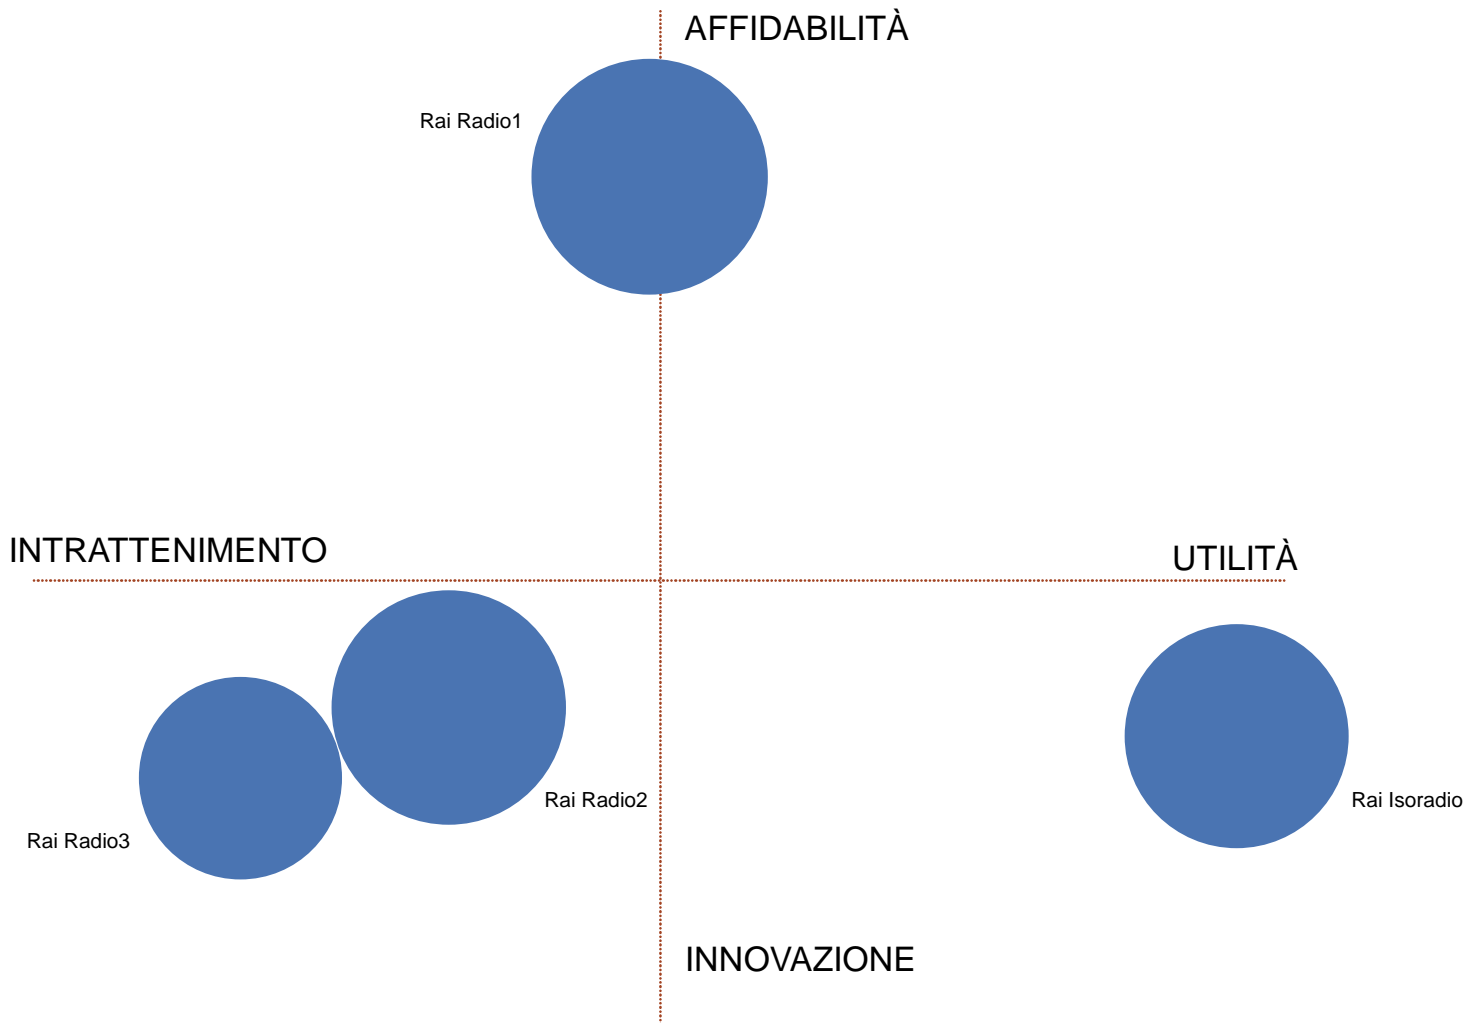 AFFIDABILITÀ
Rai Radio1
INTRATTENIMENTO
UTILITÀ
Rai Radio2
Rai Isoradio
Rai Radio3
INNOVAZIONE